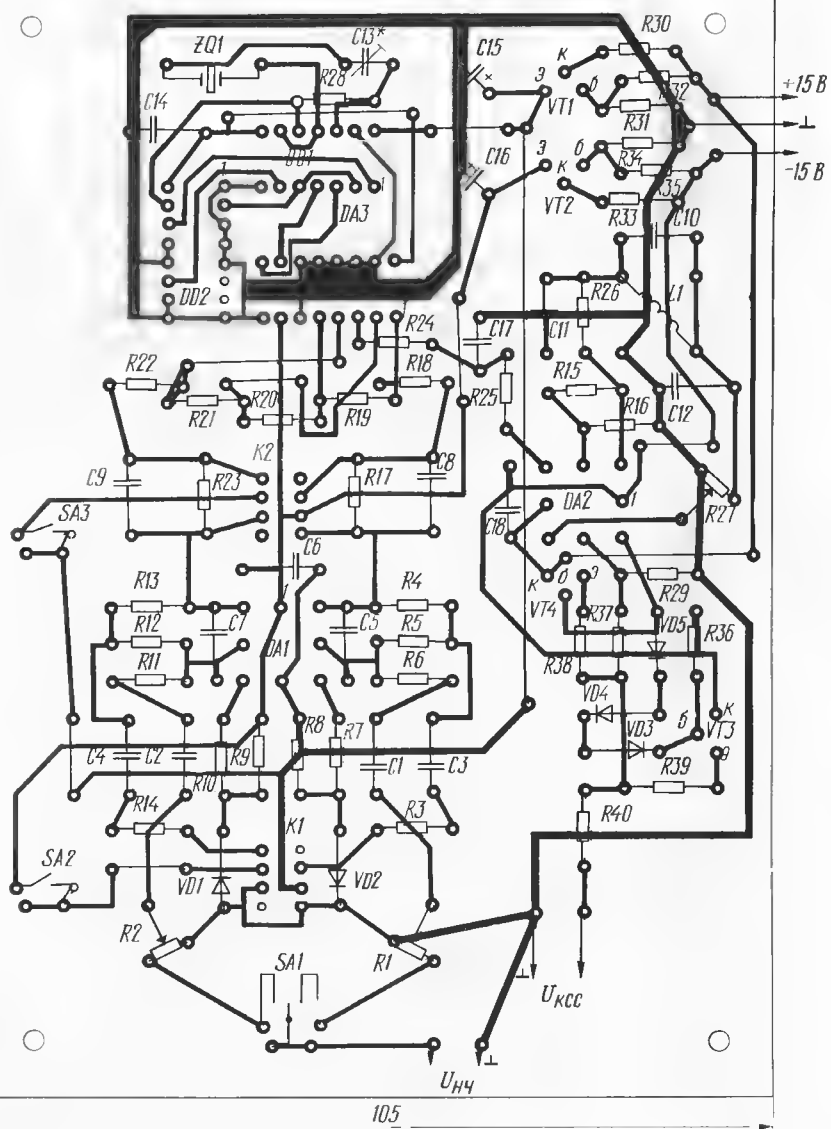 R30
ZQ1
C13*
C15
К
Э
+15 В
R28
VT1
б
R32
C14
R31
⊥
DD1
R34
−15 В
C16
Э
К
б
R35
1
1
DA3
VT2
R33
C10
DD2
R26
L1
R24
C17
C11
R22
R18
R15
R25
R21
R20
R19
R16
C12
К2
C9
R23
R17
C8
DA2
1
R27
SA3
C18
C6
К
б
Э
R29
R13
1
R4
VT4
R37
VD5
R36
R12
C7
C5
R5
DA1
R11
R6
R38
VD4
К
б
VT3
C4
C2
R10
R9
R8
R7
C1
C3
VD3
Э
R39
R14
К1
R3
R40
SA2
VD1
VD2
R2
SA1
R1
⊥
Uксс
Uнч
⊥
105